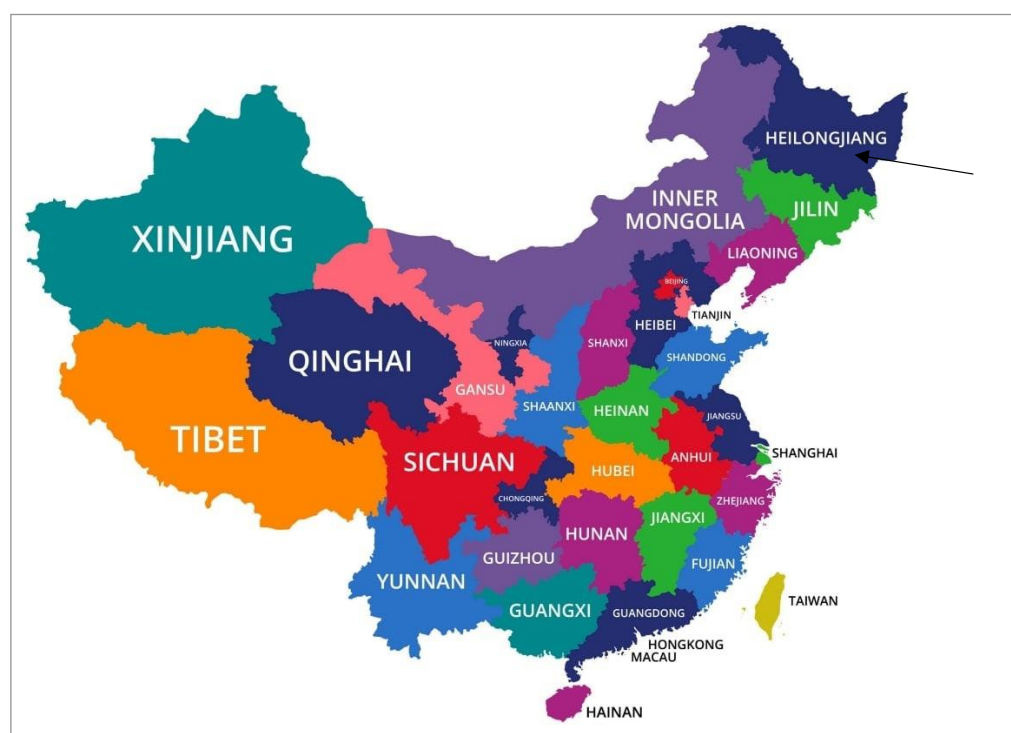 HEILONGJIANG
INNER
MONGOLIA
JILIN
XINJIANG
LIAONING
BEIJING
TIANJIN
HEIBEI
NINGXIA
SHANXI
SHANDONG
QINGHAI
GANSU
SHAANXI
HEINAN
JIANGSU
TIBET
SICHUAN
HUBEI
ANHUI
SHANGHAI
CHONGQING
ZHEJIANG
JIANGXI
HUNAN
GUIZHOU
FUJIAN
YUNNAN
GUANGXI
GUANGDONG
TAIWAN
HONGKONG
MACAU
HAINAN